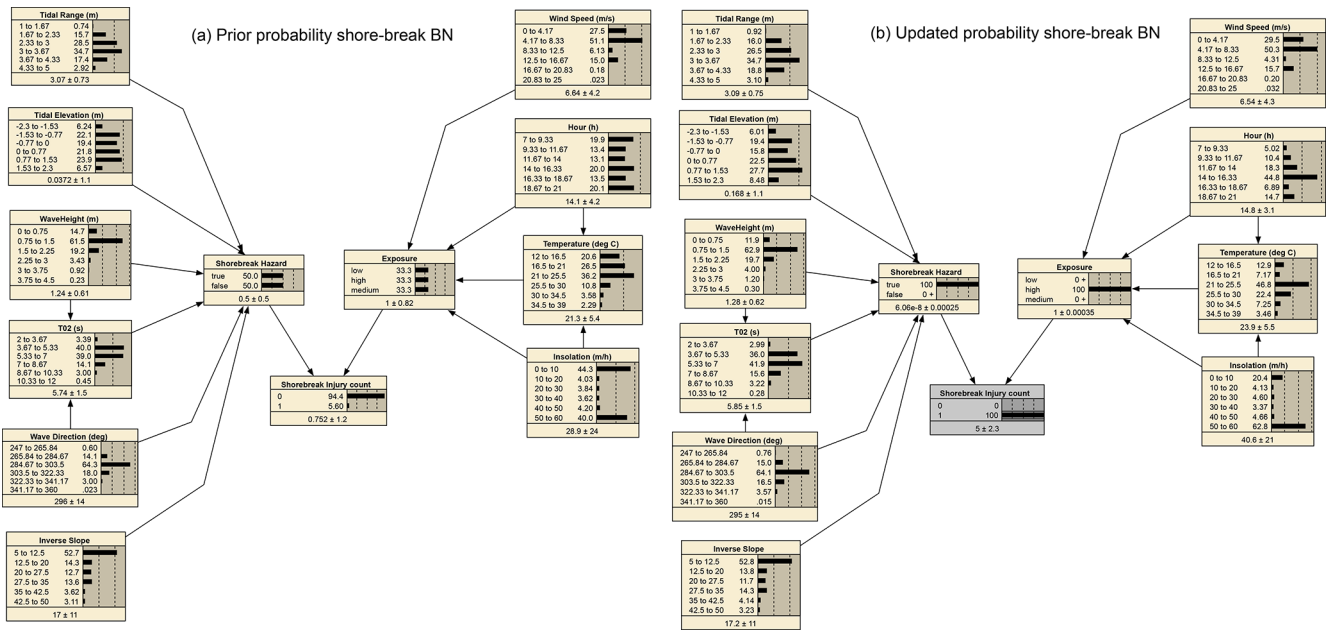 (a) Prior probability shore-break BN
Tidal Range (m)
1 to 1.67 0.74
1.67 to 2.33 15.7
2.33 to 3 28.5
3 to 3.67 34.7
3.67 to 4.33 17.4
4.33 to 5 2.92
3.07 ± 0.73
Tidal Elevation (m)
-2.3 to -1.53 6.24
-1.53 to -0.77 22.1
-0.77 to 0 19.4
0 to 0.77 21.8
0.77 to 1.53 23.9
1.53 to 2.3 6.57
0.0372 ± 1.1
WaveHeight (m)
0 to 0.75 14.7
0.75 to 1.5 61.5
1.5 to 2.25 19.2
2.25 to 3 3.43
3 to 3.75 0.92
3.75 to 4.5 0.23
1.24 ± 0.61
T02 (s)
2 to 3.67 3.39
3.67 to 5.33 40.0
5.33 to 7 39.0
7 to 8.67 14.1
8.67 to 10.33 3.00
10.33 to 12 0.45
5.74 ± 1.5
Wave Direction (deg)
247 to 265.84 0.60
265.84 to 284.67 14.1
284.67 to 303.5 64.3
303.5 to 322.33 18.0
322.33 to 341.17 3.00
341.17 to 360 .023
296 ± 14
Inverse Slope
5 to 12.5 52.7
12.5 to 20 14.3
20 to 27.5 12.7
27.5 to 35 13.6
35 to 42.5 3.62
42.5 to 50 3.11
17 ± 11
Shorebreak Hazard
true 50.0
false 50.0
0.5 ± 0.5
Exposure
low 33.3
high 33.3
medium 33.3
1 ± 0.82
Shorebreak Injury count
0 94.4
1 5.60
0.752 ± 1.2
Wind Speed (m/s)
0 to 4.17 27.5
4.17 to 8.33 51.1
8.33 to 12.5 6.13
12.5 to 16.67 15.0
16.67 to 20.83 0.18
20.83 to 25 .023
6.64 ± 4.2
Hour (h)
7 to 9.33 19.9
9.33 to 11.67 13.4
11.67 to 14 13.1
14 to 16.33 20.0
16.33 to 18.67 13.5
18.67 to 21 20.1
14.1 ± 4.2
Temperature (deg C)
12 to 16.5 20.6
16.5 to 21 26.5
21 to 25.5 36.2
25.5 to 30 10.8
30 to 34.5 3.58
34.5 to 39 2.29
21.3 ± 5.4
Insolation (m/h)
0 to 10 44.3
10 to 20 4.03
20 to 30 3.84
30 to 40 3.62
40 to 50 4.20
50 to 60 40.0
28.9 ± 24
(b) Updated probability shore-break BN
Tidal Range (m)
1 to 1.67 0.92
1.67 to 2.33 16.0
2.33 to 3 26.5
3 to 3.67 34.7
3.67 to 4.33 18.8
4.33 to 5 3.10
3.09 ± 0.75
Tidal Elevation (m)
-2.3 to -1.53 6.01
-1.53 to -0.77 19.4
-0.77 to 0 15.8
0 to 0.77 22.5
0.77 to 1.53 27.7
1.53 to 2.3 8.48
0.168 ± 1.1
WaveHeight (m)
0 to 0.75 11.9
0.75 to 1.5 62.9
1.5 to 2.25 19.7
2.25 to 3 4.00
3 to 3.75 1.20
3.75 to 4.5 0.30
1.28 ± 0.62
T02 (s)
2 to 3.67 2.99
3.67 to 5.33 36.0
5.33 to 7 41.9
7 to 8.67 15.6
8.67 to 10.33 3.22
10.33 to 12 0.28
5.85 ± 1.5
Wave Direction (deg)
247 to 265.84 0.76
265.84 to 284.67 15.0
284.67 to 303.5 64.1
303.5 to 322.33 16.5
322.33 to 341.17 3.57
341.17 to 360 .015
295 ± 14
Inverse Slope
5 to 12.5 52.8
12.5 to 20 13.8
20 to 27.5 11.7
27.5 to 35 14.3
35 to 42.5 4.14
42.5 to 50 3.23
17.2 ± 11
Shorebreak Hazard
true 100
false 0 +
6.06e-8 ± 0.00025
Exposure
low 0 +
high 100
medium 0 +
1 ± 0.00035
Shorebreak Injury count
0 0
1 100
5 ± 2.3
Wind Speed (m/s)
0 to 4.17 29.5
4.17 to 8.33 50.3
8.33 to 12.5 4.31
12.5 to 16.67 15.7
16.67 to 20.83 0.20
20.83 to 25 .032
6.54 ± 4.3
Hour (h)
7 to 9.33 5.02
9.33 to 11.67 10.4
11.67 to 14 18.3
14 to 16.33 44.8
16.33 to 18.67 6.89
18.67 to 21 14.7
14.8 ± 3.1
Temperature (deg C)
12 to 16.5 12.9
16.5 to 21 7.17
21 to 25.5 46.8
25.5 to 30 22.4
30 to 34.5 7.25
34.5 to 39 3.46
23.9 ± 5.5
Insolation (m/h)
0 to 10 20.4
10 to 20 4.13
20 to 30 4.60
30 to 40 3.37
40 to 50 4.66
50 to 60 62.8
40.6 ± 21